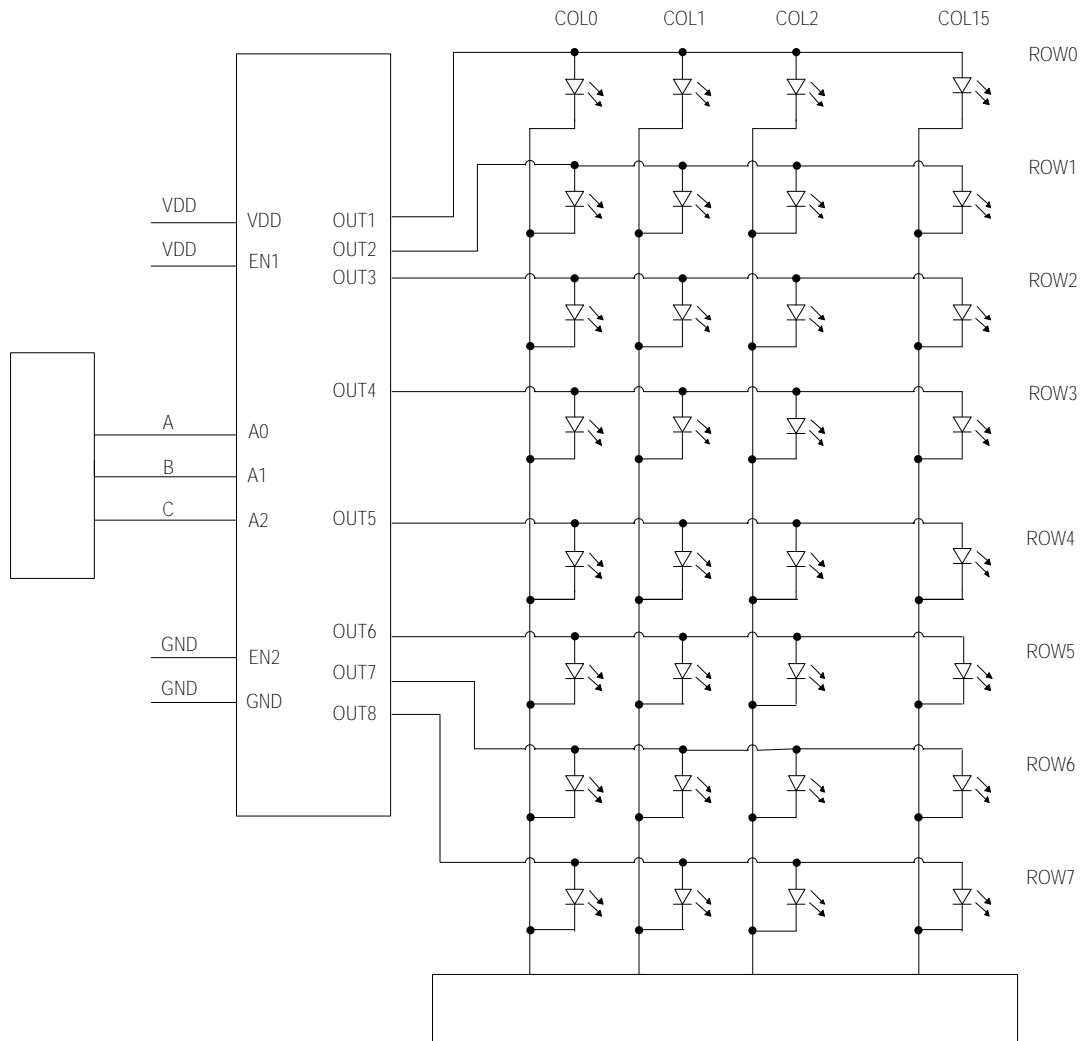 COL0 COL1 COL2 COL15
ROW0
ROW1
VDD
VDD OUT1
VDD
EN1 OUT2
OUT3 ROW2
OUT4 ROW3
A A0
B A1
C A2
OUT5 ROW4
OUT6
GND EN2 ROW5
OUT7
GND GND
OUT8
ROW6
ROW7